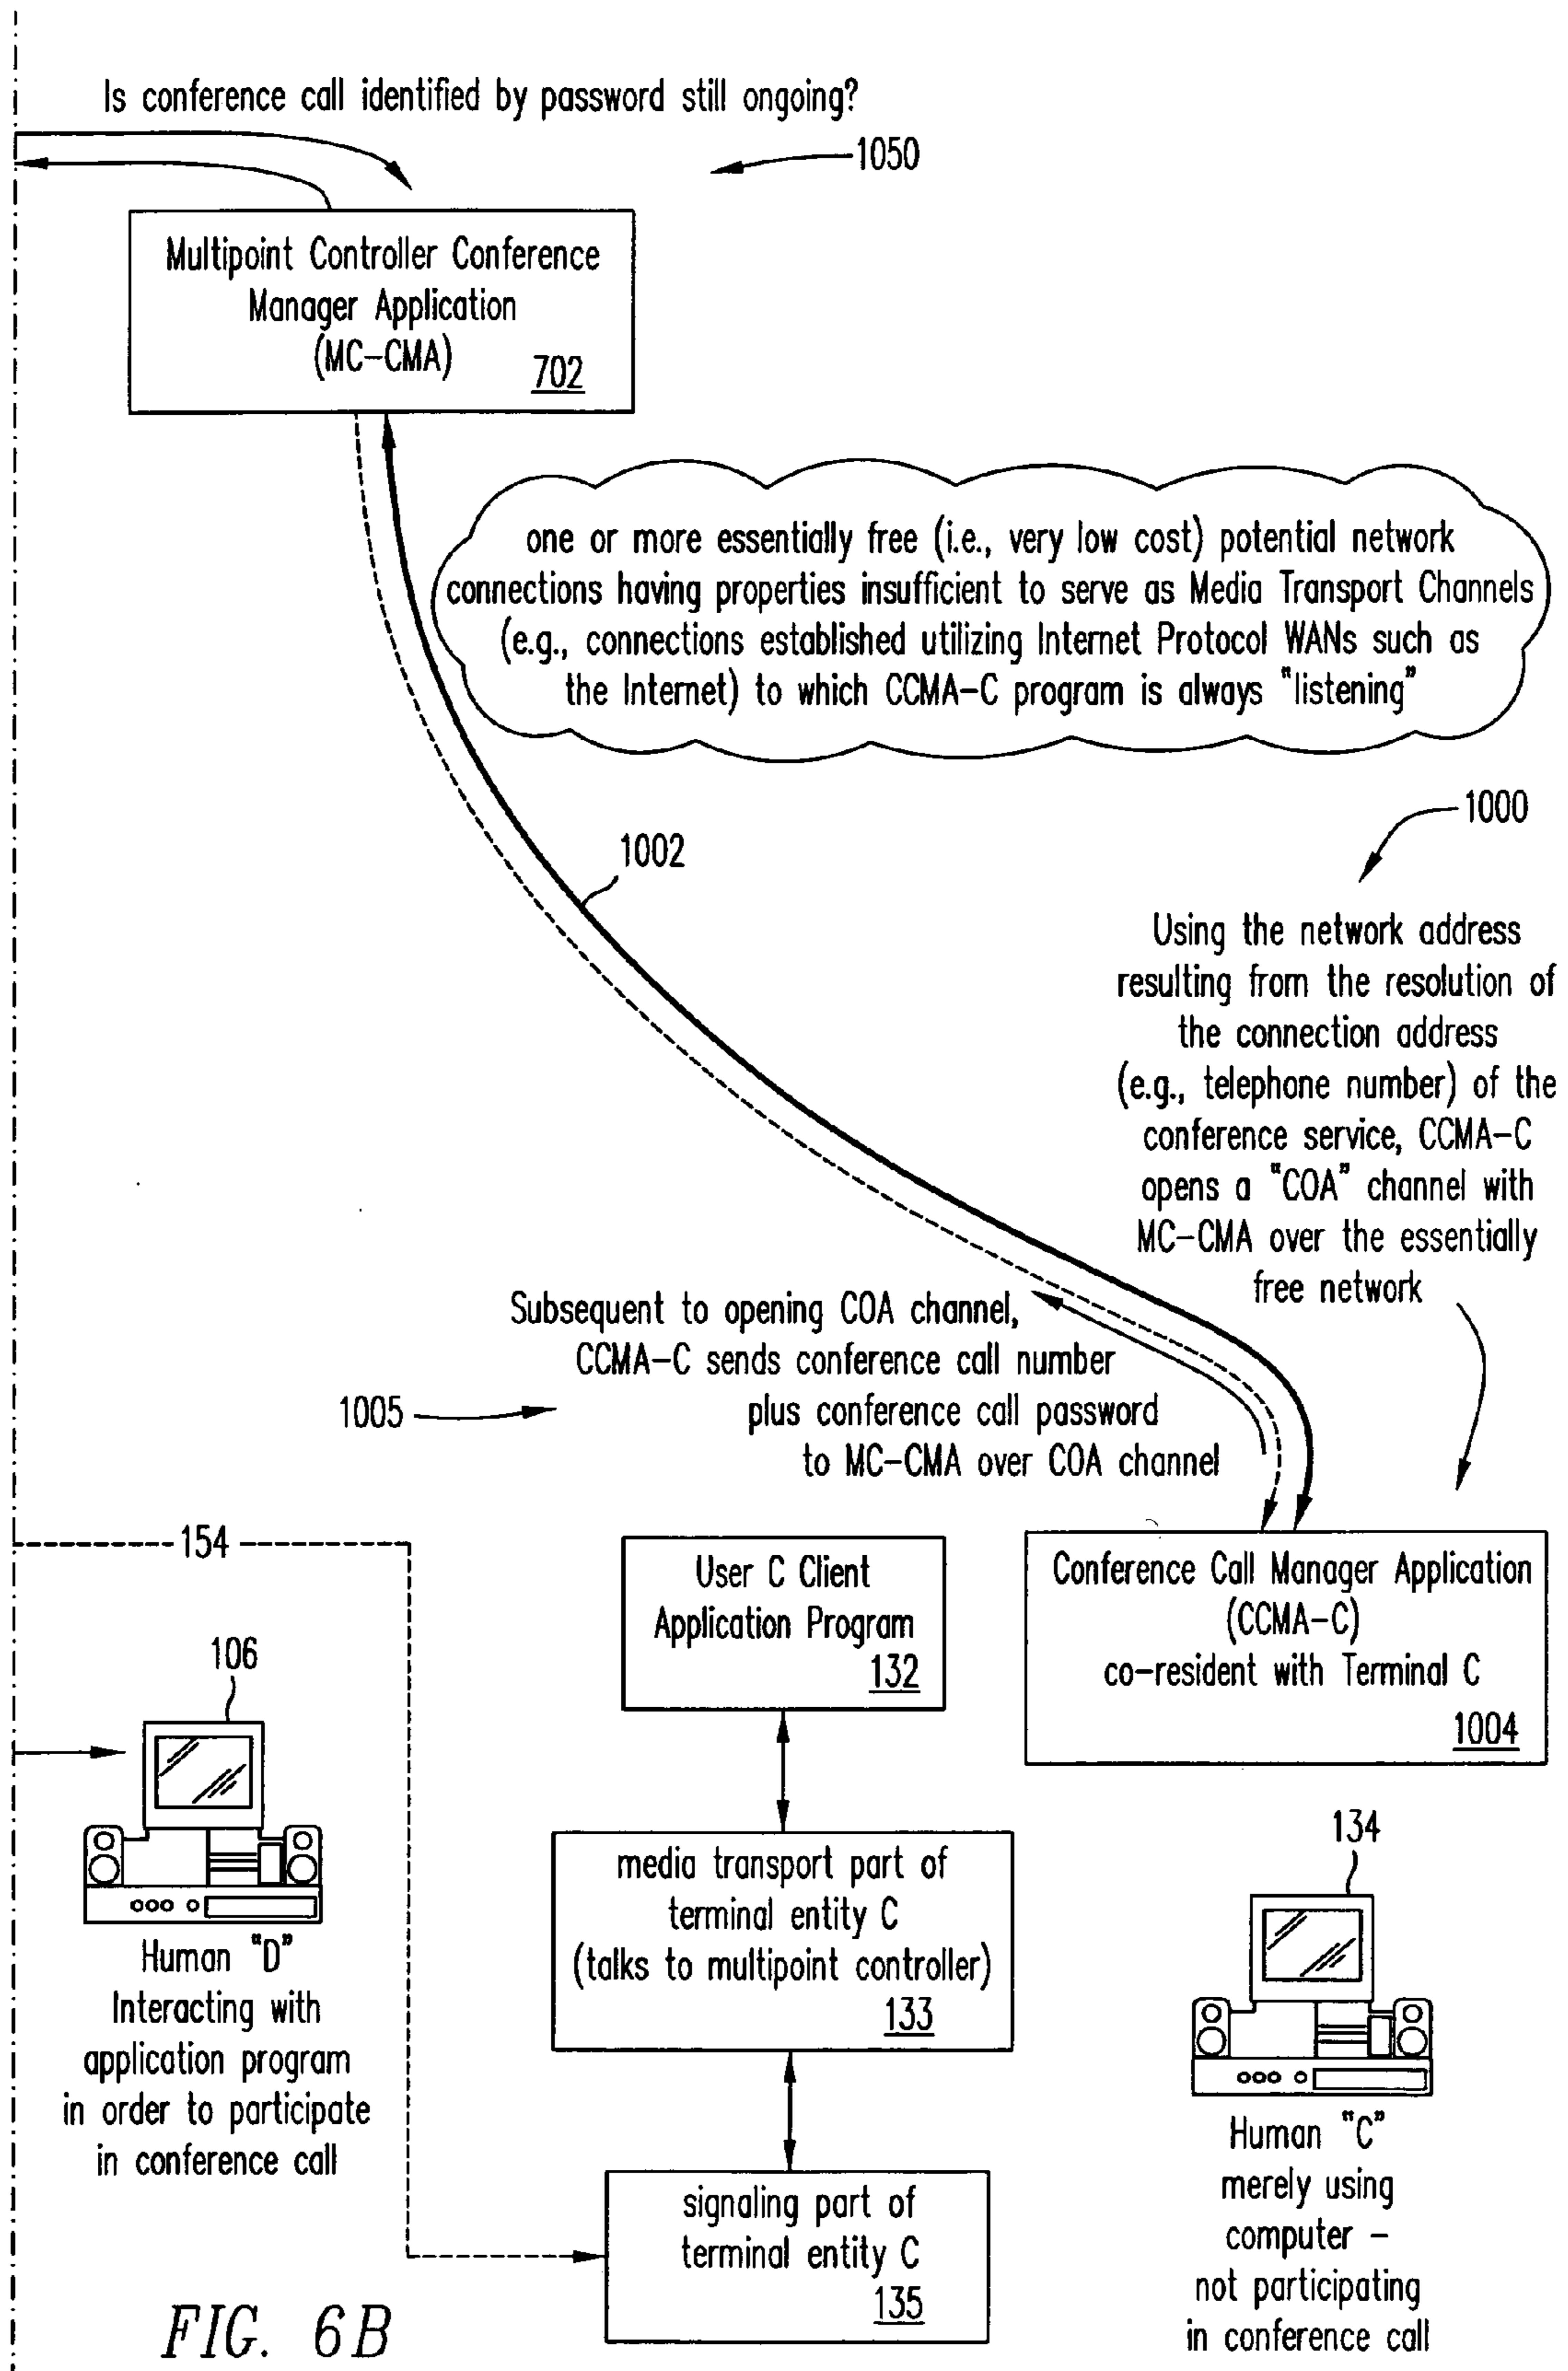 Is conference call identified by password still ongoing?
1050
Multipoint Controller Conference
Manager Application
(MC-CMA)
702
one or more essentially free (i.e., very low cost) potential network
connections having properties insufficient to serve as Media Transport Channels
(e.g., connections established utilizing Internet Protocol WANs such as
the Internet) to which CCMA-C program is always "listening"
1000
1002
Using the network address
resulting from the resolution of
the connection address
(e.g., telephone number) of the
conference service, CCMA-C
opens a "COA" channel with
MC-CMA over the essentially
free network
Subsequent to opening COA channel,
CCMA-C sends conference call number
plus conference call password
to MC-CMA over COA channel
1005
154
User C Client
Application Program
132
Conference Call Manager Application
(CCMA-C)
co-resident with Terminal C
1004
106
Human "D"
Interacting with
application program
in order to participate
in conference call
media transport part of
terminal entity C
(talks to multipoint controller)
133
134
Human "C"
merely using
computer -
not participating
in conference call
signaling part of
terminal entity C
135
FIG. 6B